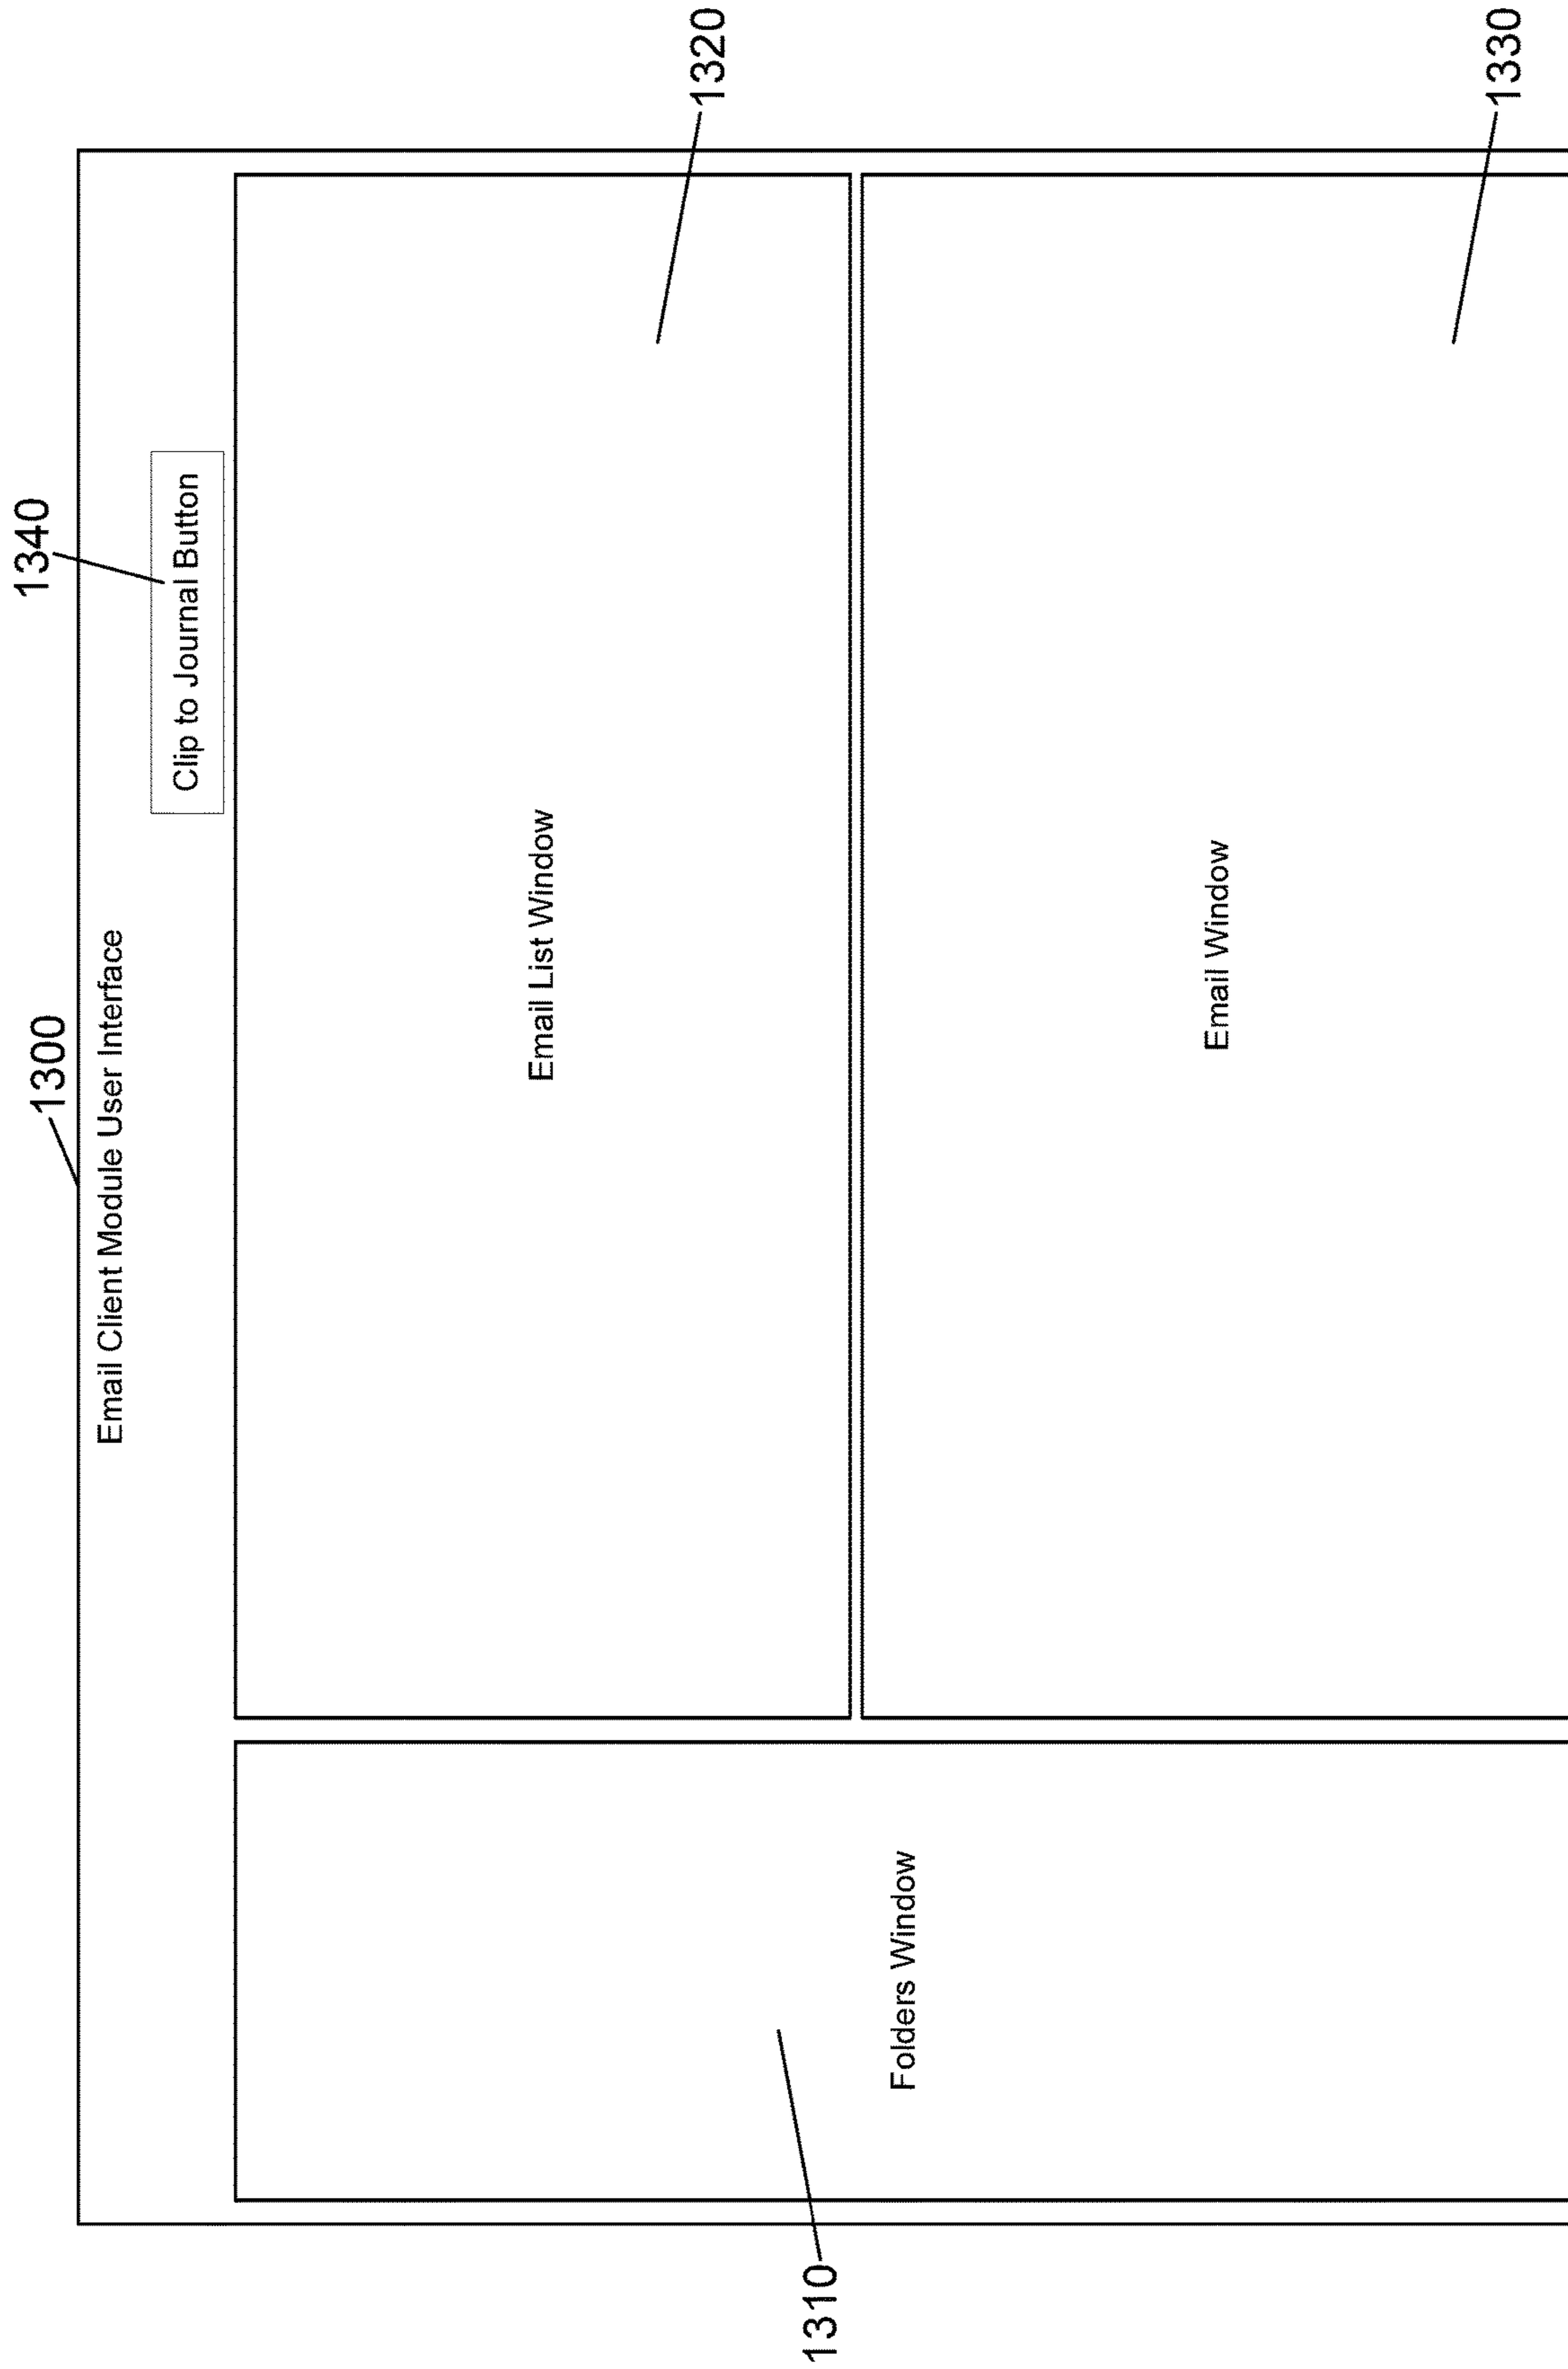 1300
1340
Email Client Module User Interface
Clip to Journal Button
1320
Email List Window
1310
Folders Window
Email Window
1330